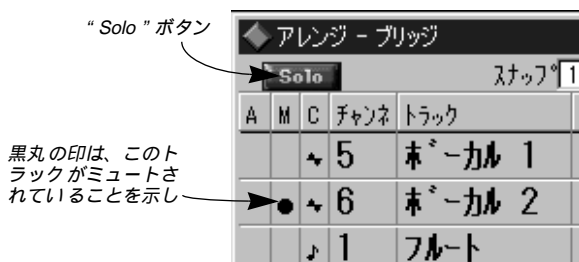 “ Solo ” ボタン
アレンジ − ブリッジ
Solo
スナップ 1
A M C チャンネ トラック
5 ボーカル 1
黒丸の印は、このト
ラックがミュートさ
れていることを示し
6 ボーカル 2
1 フルート